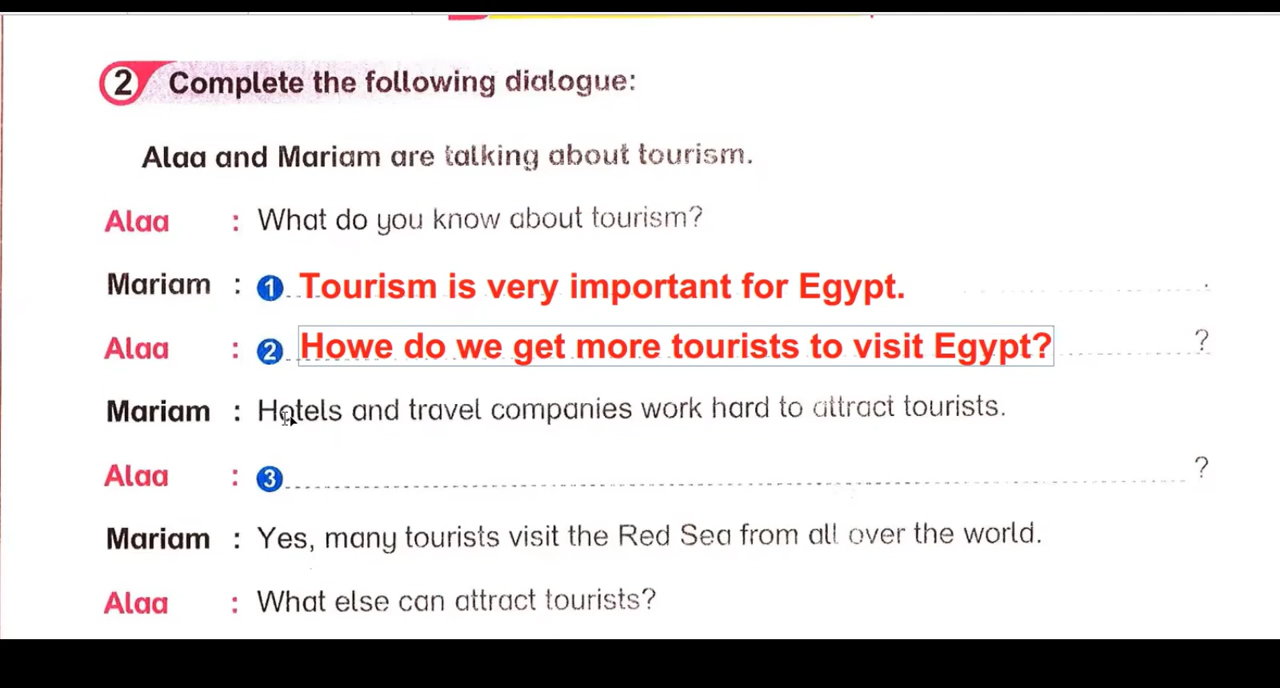 2 Complete the following dialogue:
Alaa and Mariam are talking about tourism.
Alaa : What do you know about tourism?
Mariam : 1 Tourism is very important for Egypt. .
Alaa : 2 Howe do we get more tourists to visit Egypt? ?
Mariam : Hotels and travel companies work hard to attract tourists.
Alaa : 3 ?
Mariam : Yes, many tourists visit the Red Sea from all over the world.
Alaa : What else can attract tourists?